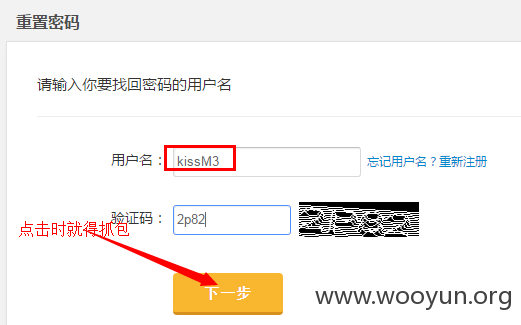 重置密码
请输入你要找回密码的用户名
用户名： kissM3 忘记用户名？重新注册
验证码： 2p82
点击时就得抓包
下一步
www.wooyun.org